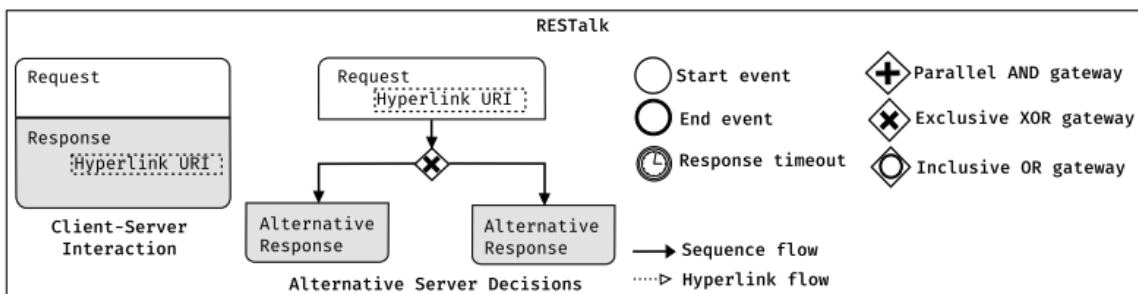 RESTalk
Request
Response
Hyperlink URI
Client-Server
Interaction
Request
Hyperlink URI
Alternative
Response
Alternative
Response
Alternative Server Decisions
Start event
End event
Response timeout
Parallel AND gateway
Exclusive XOR gateway
Inclusive OR gateway
Sequence flow
Hyperlink flow